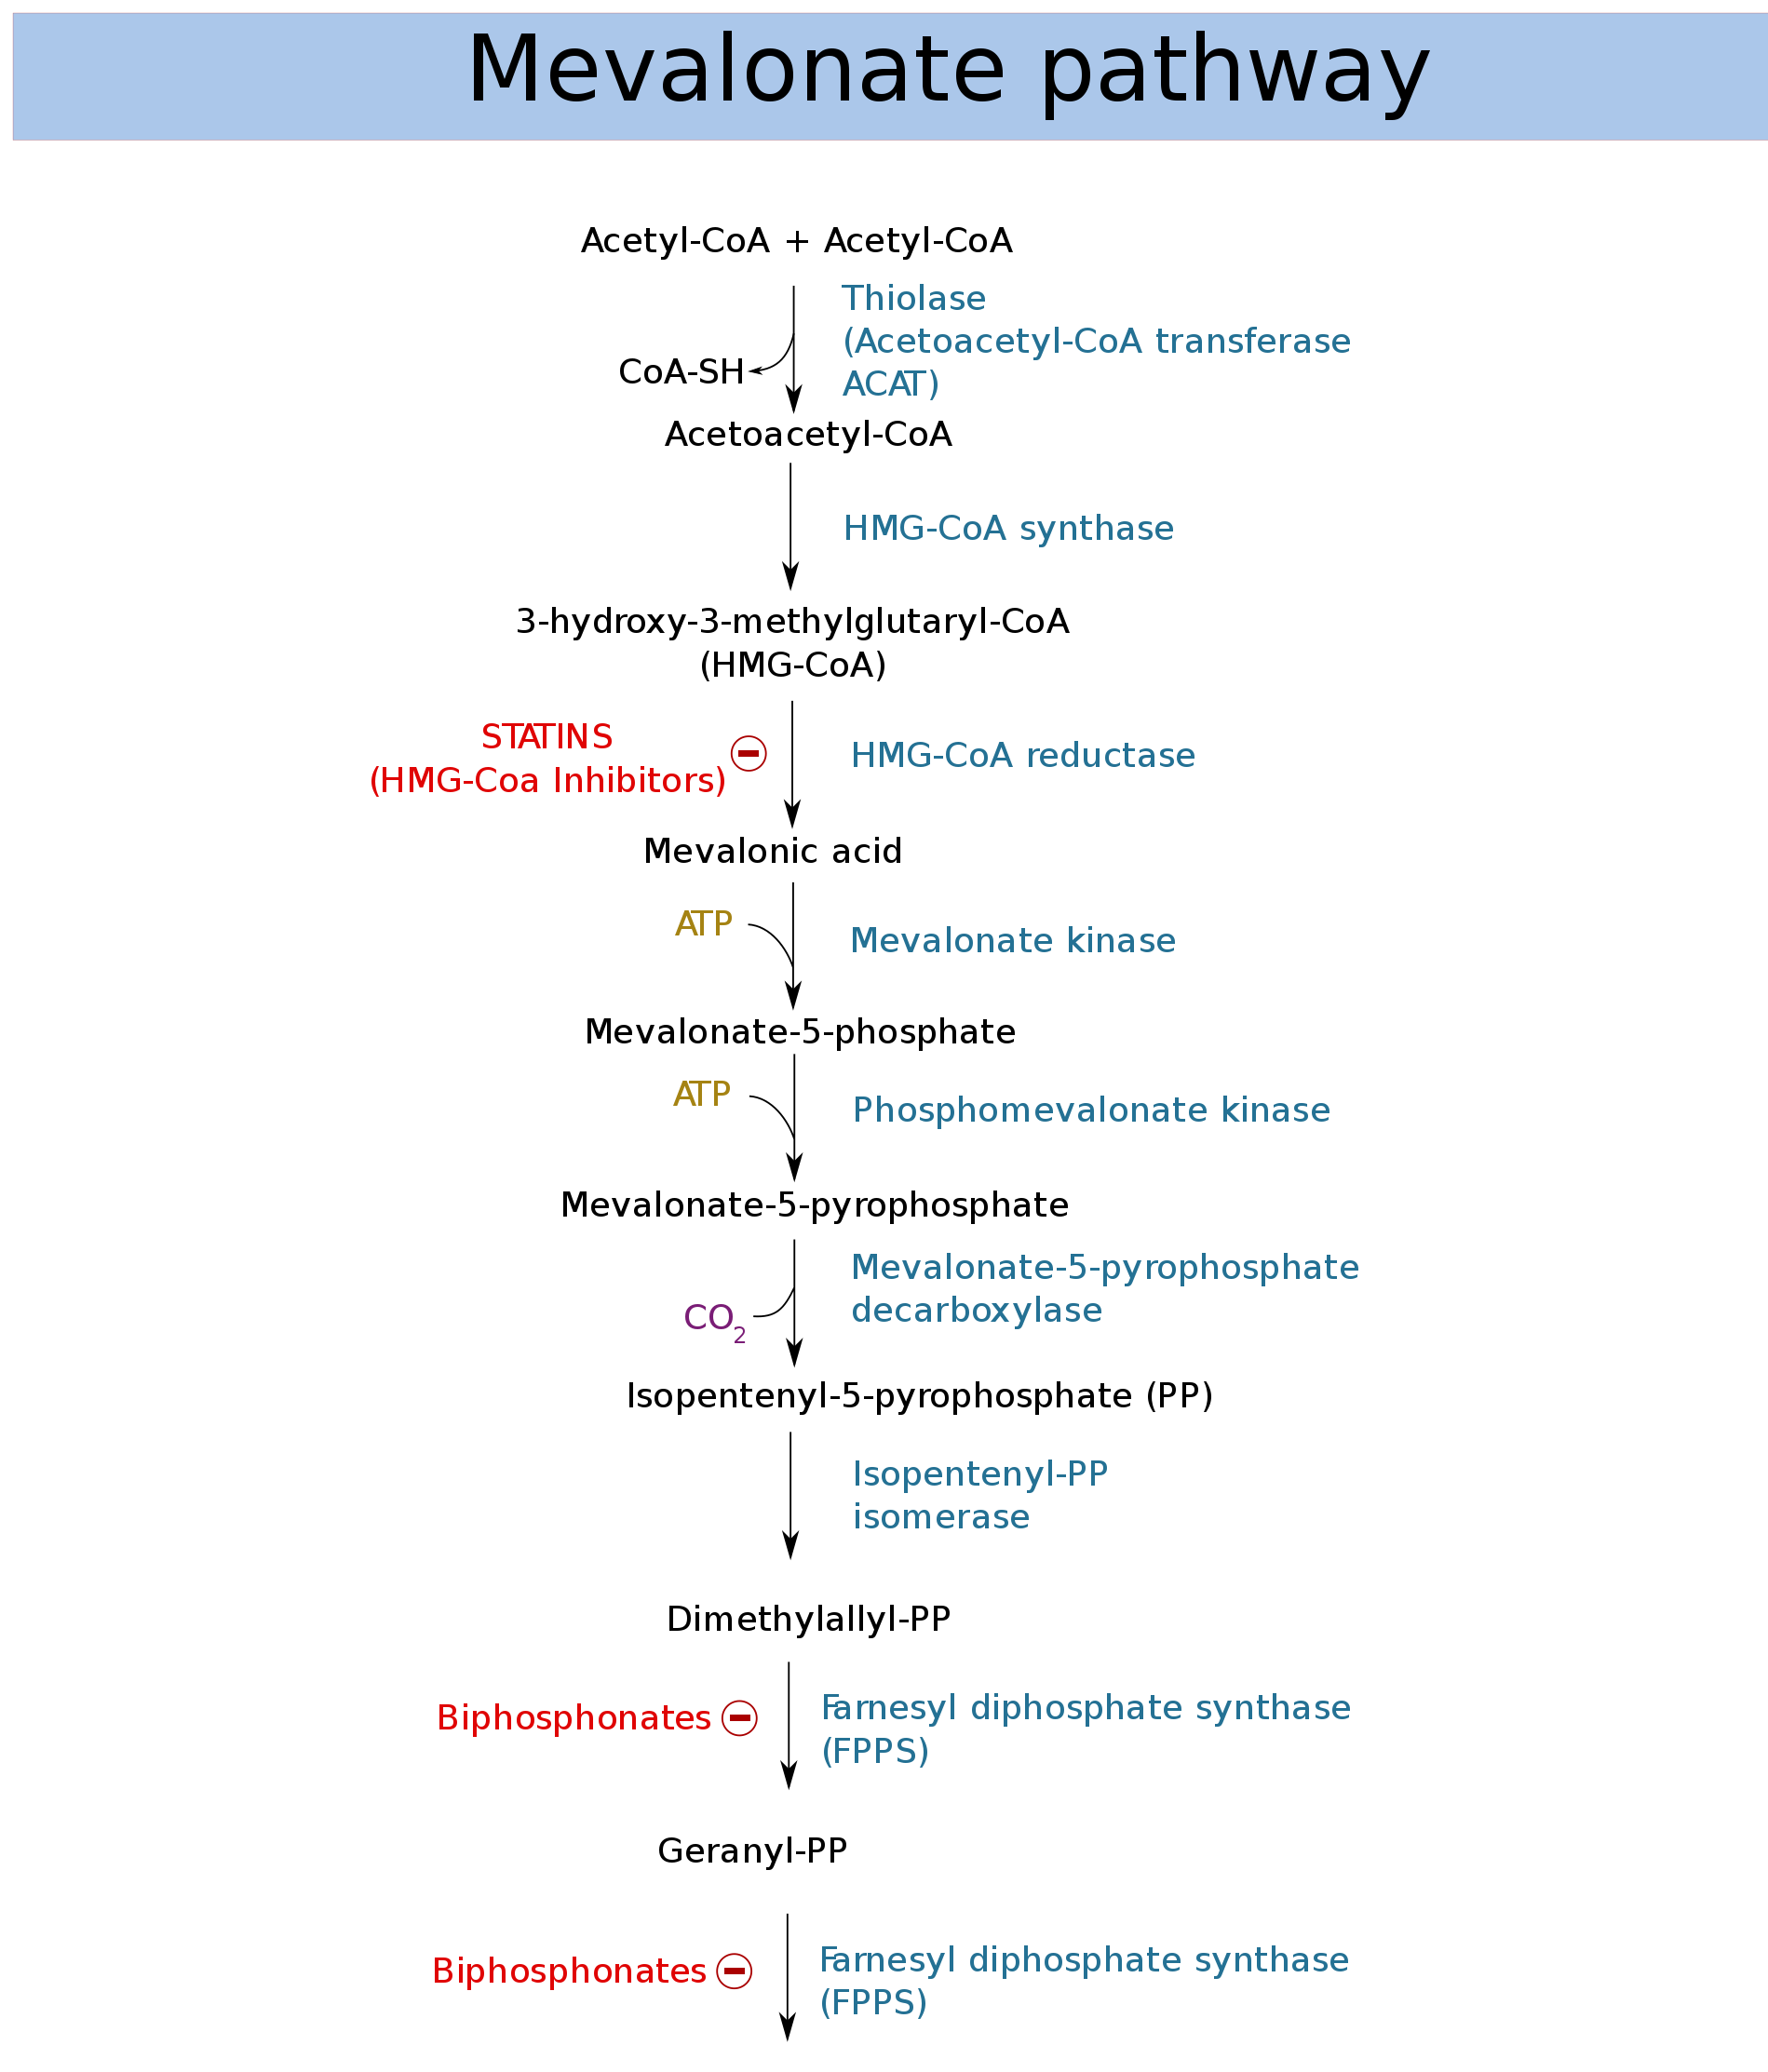 Mevalonate pathway
Acetyl-CoA + Acetyl-CoA
Thiolase
(Acetoacetyl-CoA transferase
ACAT)
CoA-SH
Acetoacetyl-CoA
HMG-CoA synthase
3-hydroxy-3-methylglutaryl-CoA
(HMG-CoA)
STATINS
(HMG-Coa Inhibitors)
HMG-CoA reductase
Mevalonic acid
ATP
Mevalonate kinase
Mevalonate-5-phosphate
ATP
Phosphomevalonate kinase
Mevalonate-5-pyrophosphate
Mevalonate-5-pyrophosphate
decarboxylase
CO2
Isopentenyl-5-pyrophosphate (PP)
Isopentenyl-PP
isomerase
Dimethylallyl-PP
Biphosphonates
Farnesyl diphosphate synthase
(FPPS)
Geranyl-PP
Biphosphonates
Farnesyl diphosphate synthase
(FPPS)